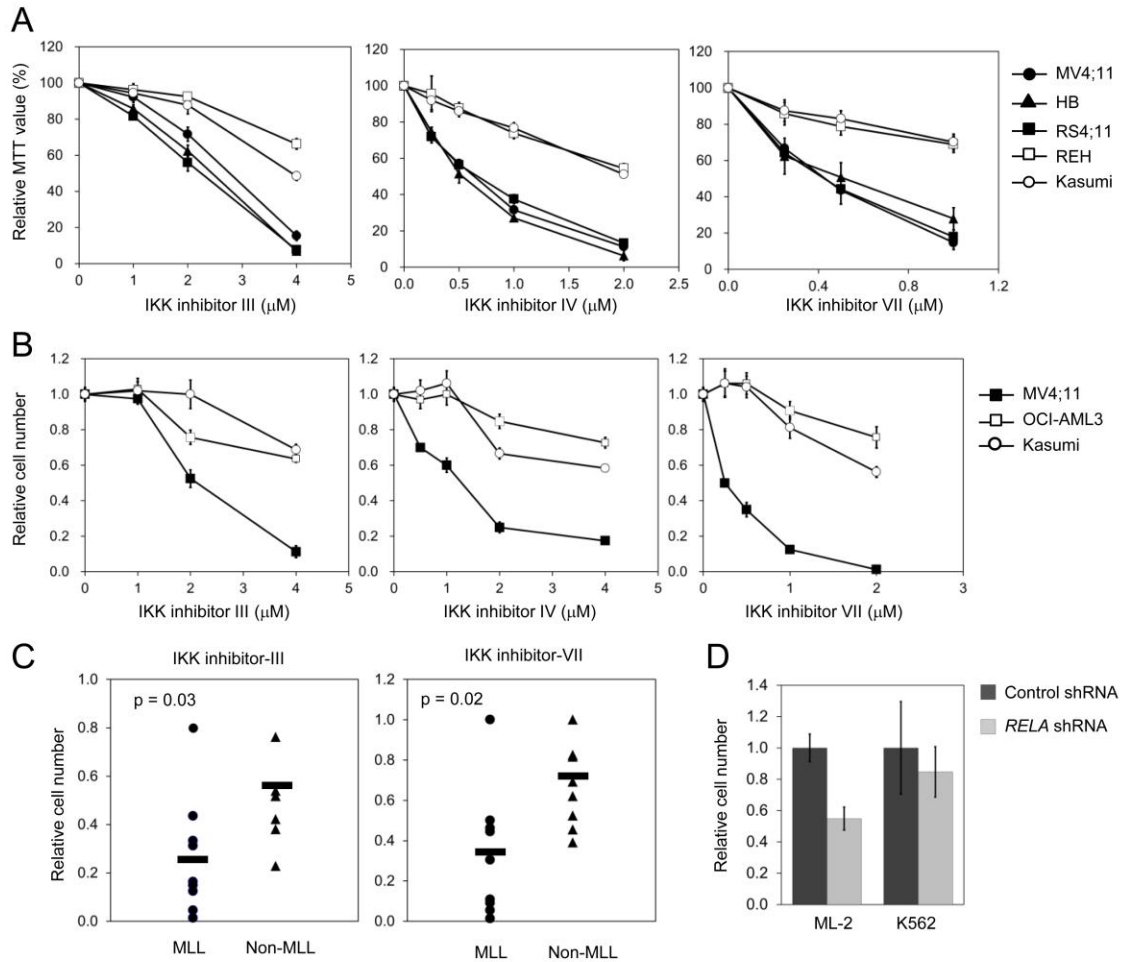 A
Relative MTT value (%)
120
100
80
60
40
20
0
0 1 2 3 4 5
IKK inhibitor III (μM)
120
100
80
60
40
20
0
0.0 0.5 1.0 1.5 2.0 2.5
IKK inhibitor IV (μM)
120
100
80
60
40
20
0
0.0 0.4 0.8 1.2
IKK inhibitor VII (μM)
MV4;11
HB
RS4;11
REH
Kasumi
B
Relative cell number
1.2
1.0
0.8
0.6
0.4
0.2
0.0
0 1 2 3 4 5
IKK inhibitor III (μM)
1.2
1.0
0.8
0.6
0.4
0.2
0.0
0 1 2 3 4 5
IKK inhibitor IV (μM)
1.2
1.0
0.8
0.6
0.4
0.2
0.0
0 1 2 3
IKK inhibitor VII (μM)
MV4;11
OCI-AML3
Kasumi
C
IKK inhibitor-III
Relative cell number
1.0
0.8
0.6
0.4
0.2
0.0
p = 0.03
MLL Non-MLL
IKK inhibitor-VII
1.2
1.0
0.8
0.6
0.4
0.2
0.0
p = 0.02
MLL Non-MLL
D
Relative cell number
1.4
1.2
1.0
0.8
0.6
0.4
0.2
0.0
ML-2 K562
Control shRNA
RELA shRNA